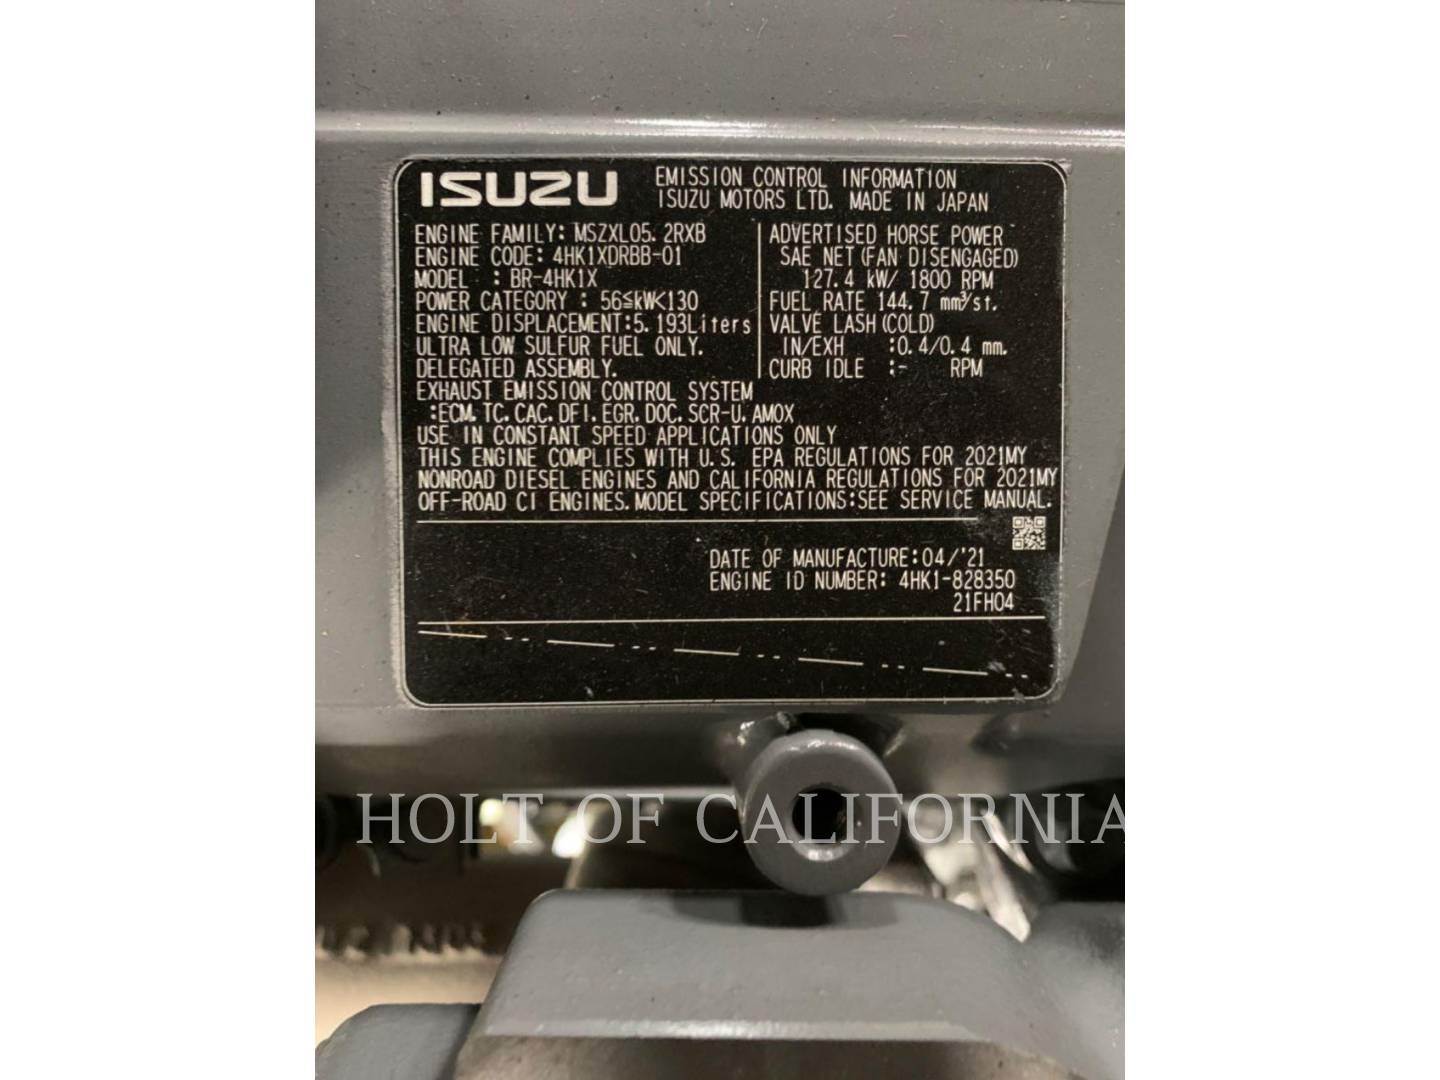 ISUZU EMISSION CONTROL INFORMATION
ISUZU MOTORS LTD. MADE IN JAPAN
ENGINE FAMILY: MSZXL05.2RXB
ENGINE CODE: 4HK1XDRBB-01
MODEL : BR-4HK1X
POWER CATEGORY : 56≦kW<130
ENGINE DISPLACEMENT:5.193Liters
ULTRA LOW SULFUR FUEL ONLY.
DELEGATED ASSEMBLY.
ADVERTISED HORSE POWER
SAE NET(FAN DISENGAGED)
127.4 kW/ 1800 RPM
FUEL RATE 144.7 mm³/st.
VALVE LASH(COLD)
IN/EXH :0.4/0.4 mm.
CURB IDLE :- RPM
EXHAUST EMISSION CONTROL SYSTEM
:ECM.TC.CAC.DFI.EGR.DOC.SCR-U.AMOX
USE IN CONSTANT SPEED APPLICATIONS ONLY
THIS ENGINE COMPLIES WITH U.S. EPA REGULATIONS FOR 2021MY
NONROAD DIESEL ENGINES AND CALIFORNIA REGULATIONS FOR 2021MY
OFF-ROAD CI ENGINES.MODEL SPECIFICATIONS:SEE SERVICE MANUAL.
DATE OF MANUFACTURE:04/'21
ENGINE ID NUMBER: 4HK1-828350
21FH04
HOLT OF CALIFORNIA